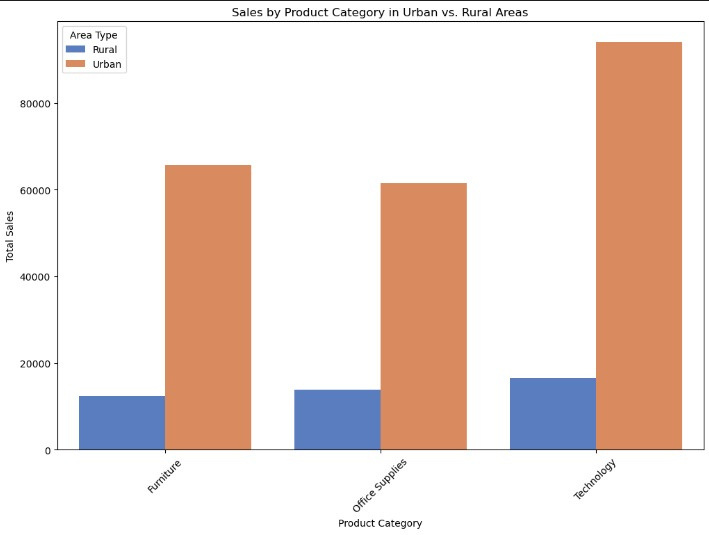 Sales by Product Category in Urban vs. Rural Areas
Area Type
Rural
Urban
80000
60000
40000
20000
0
Total Sales
Furniture
Office Supplies
Technology
Product Category